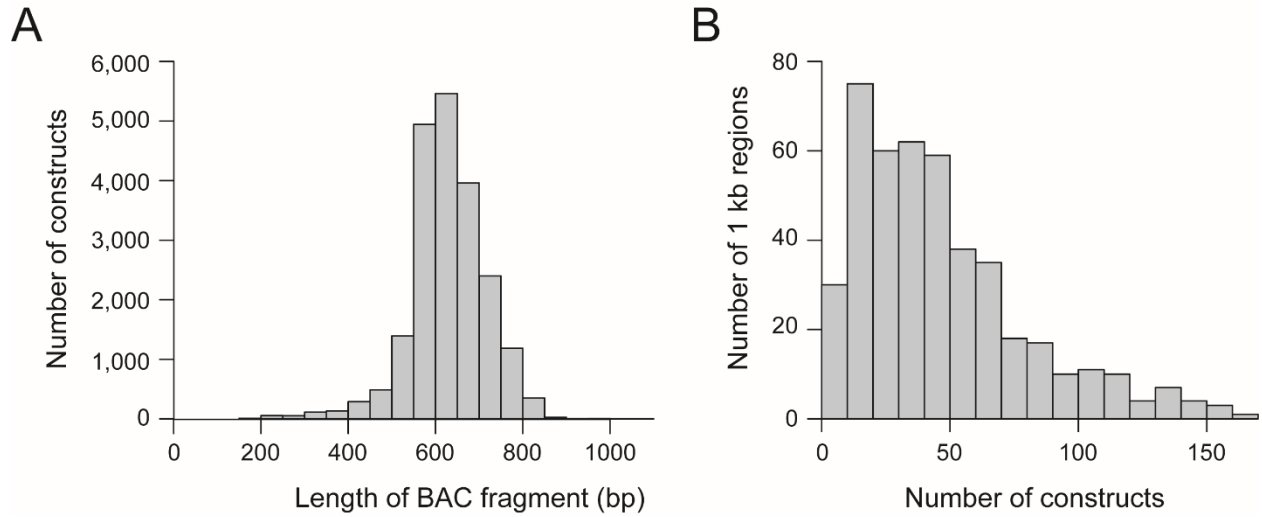 A
Number of constructs
6,000
5,000
4,000
3,000
2,000
1,000
0
0 200 400 600 800 1000
Length of BAC fragment (bp)
B
Number of 1 kb regions
80
60
40
20
0
0 50 100 150
Number of constructs